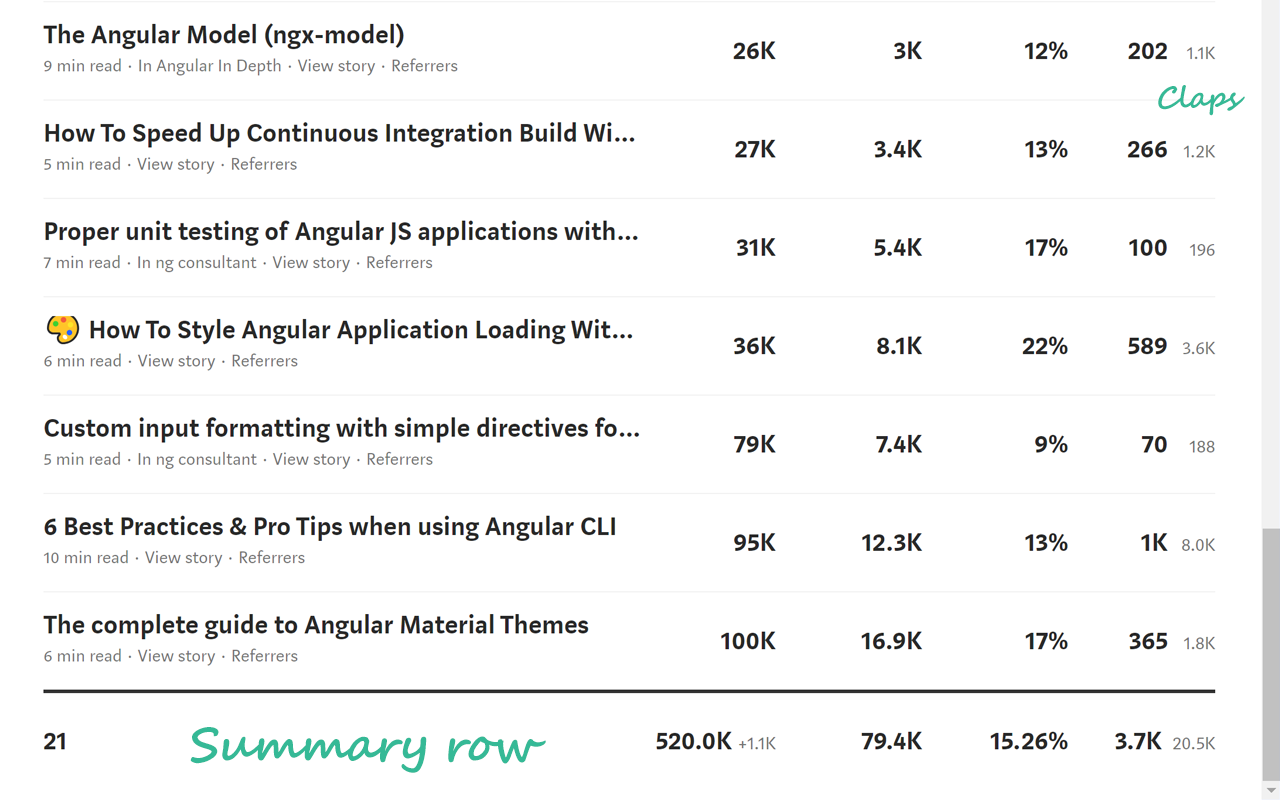 The Angular Model (ngx-model) 26K 3K 12% 202 1.1K
9 min read · In Angular In Depth · View story · Referrers
Claps
How To Speed Up Continuous Integration Build Wi... 27K 3.4K 13% 266 1.2K
5 min read · View story · Referrers
Proper unit testing of Angular JS applications with... 31K 5.4K 17% 100 196
7 min read · In ng consultant · View story · Referrers
🎨 How To Style Angular Application Loading Wit... 36K 8.1K 22% 589 3.6K
6 min read · View story · Referrers
Custom input formatting with simple directives fo... 79K 7.4K 9% 70 188
5 min read · In ng consultant · View story · Referrers
6 Best Practices & Pro Tips when using Angular CLI 95K 12.3K 13% 1K 8.0K
10 min read · View story · Referrers
The complete guide to Angular Material Themes 100K 16.9K 17% 365 1.8K
6 min read · View story · Referrers
21 Summary row 520.0K +1.1K 79.4K 15.26% 3.7K 20.5K